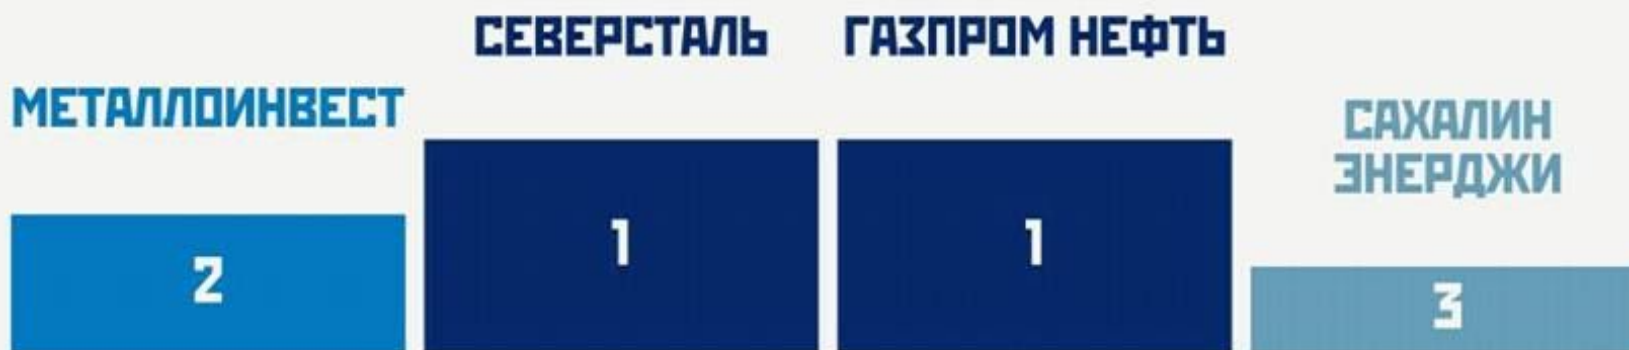 СЕВЕРСТАЛЬ
ГАЗПРОМ НЕФТЬ
МЕТАЛЛОИНВЕСТ
САХАЛИН
ЭНЕРДЖИ
2
1
1
3